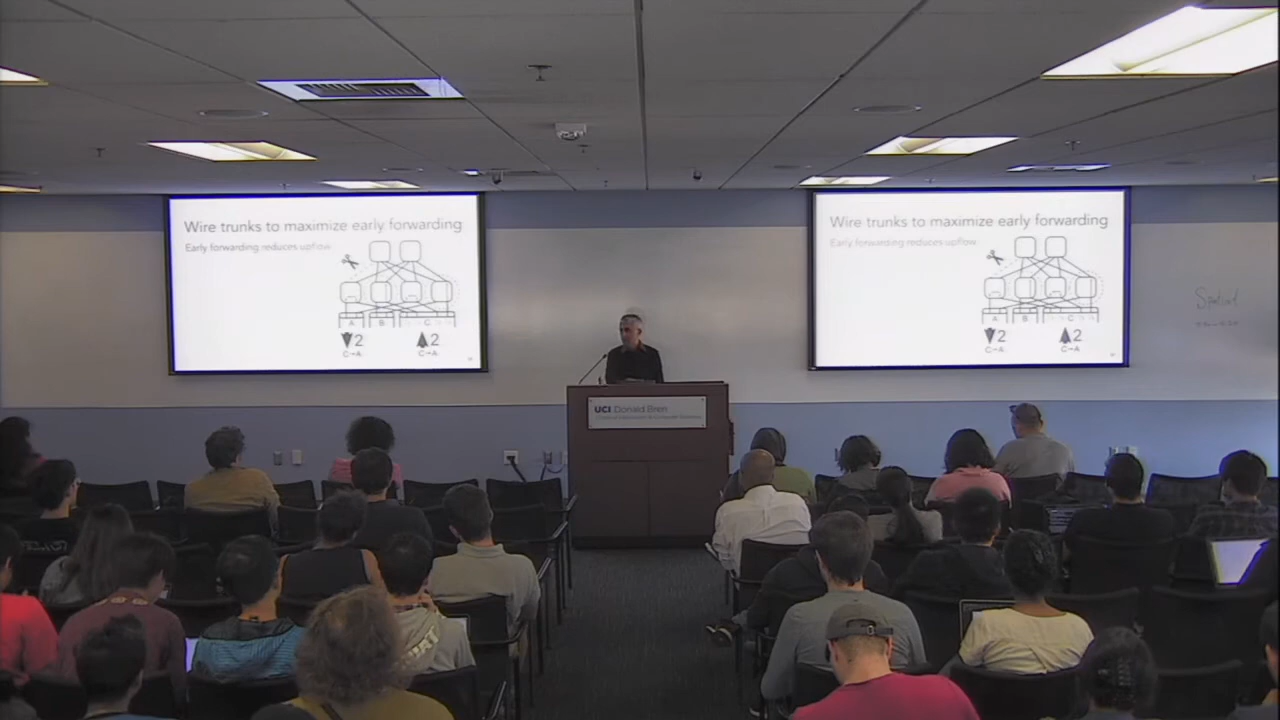 Wire trunks to maximize early forwarding
Early forwarding reduces upflow
A B C
2 2
C→A C→A
Wire trunks to maximize early forwarding
Early forwarding reduces upflow
A B C
2 2
C→A C→A
UCI Donald Bren